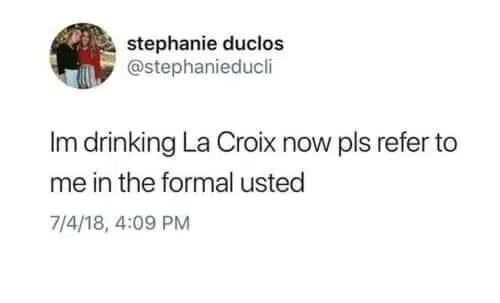 stephanie duclos
@stephanieducli
Im drinking La Croix now pls refer to
me in the formal usted
7/4/18, 4:09 PM